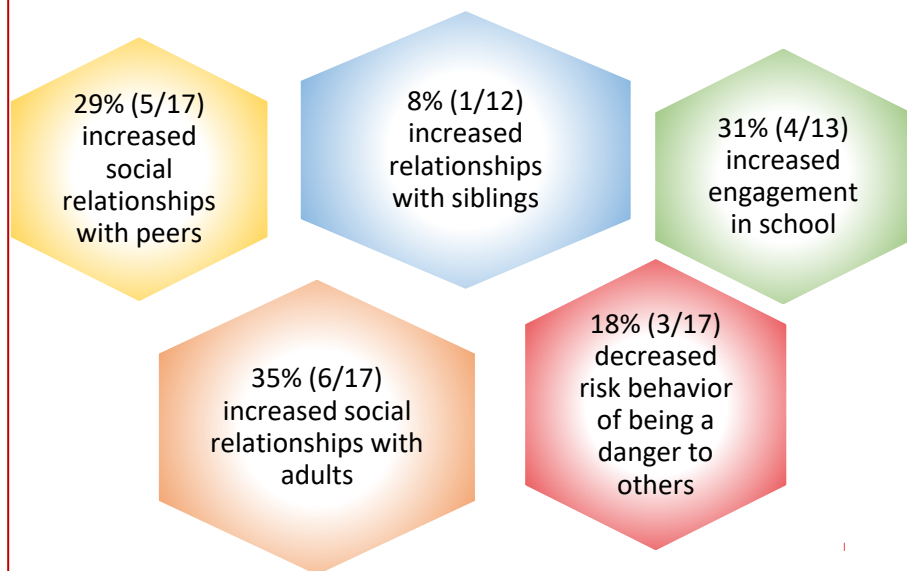 29% (5/17)
increased
social
relationships
with peers
8% (1/12)
increased
relationships
with siblings
31% (4/13)
increased
engagement
in school
35% (6/17)
increased social
relationships with
adults
18% (3/17)
decreased
risk behavior
of being a
danger to
others